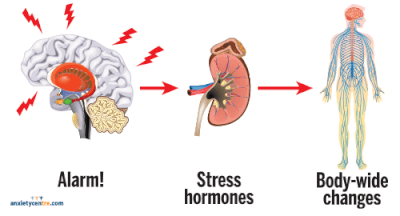 Alarm!
Stress
hormones
Body-wide
changes
anxietycentre.com